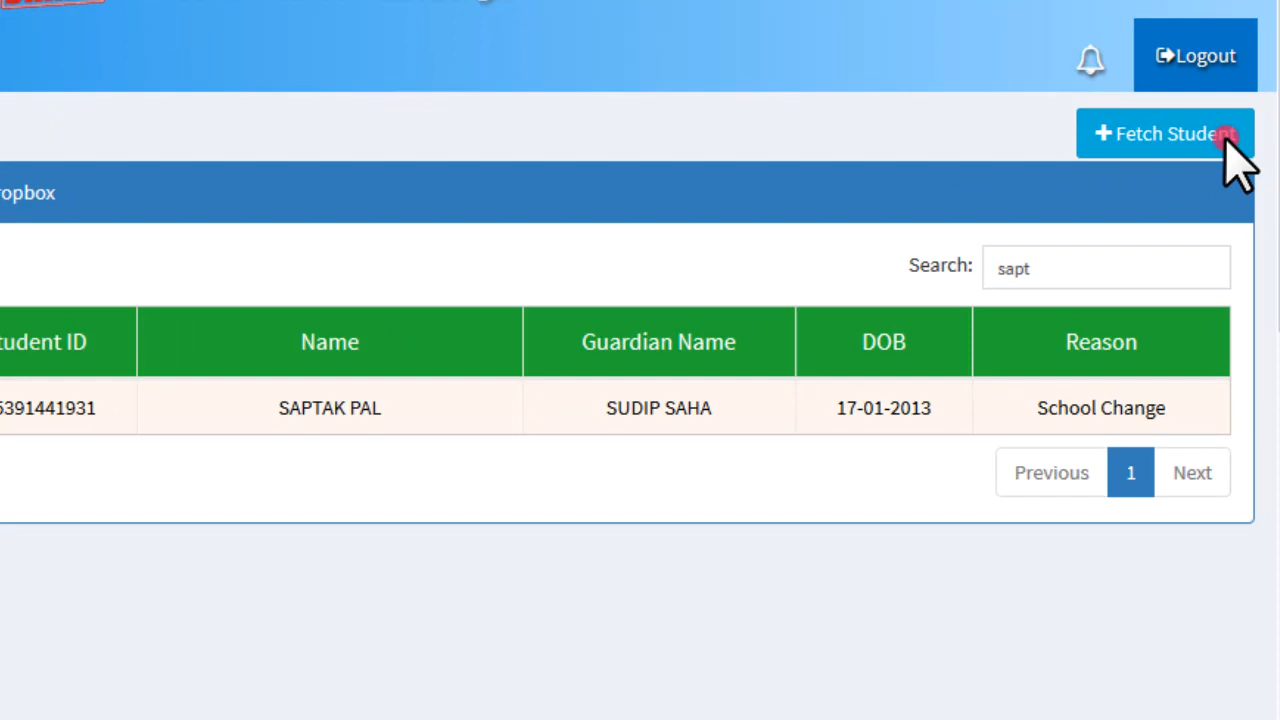 Logout
Fetch Student
ropbox
Search: sapt
tudent ID Name Guardian Name DOB Reason
5391441931 SAPTAK PAL SUDIP SAHA 17-01-2013 School Change
Previous 1 Next